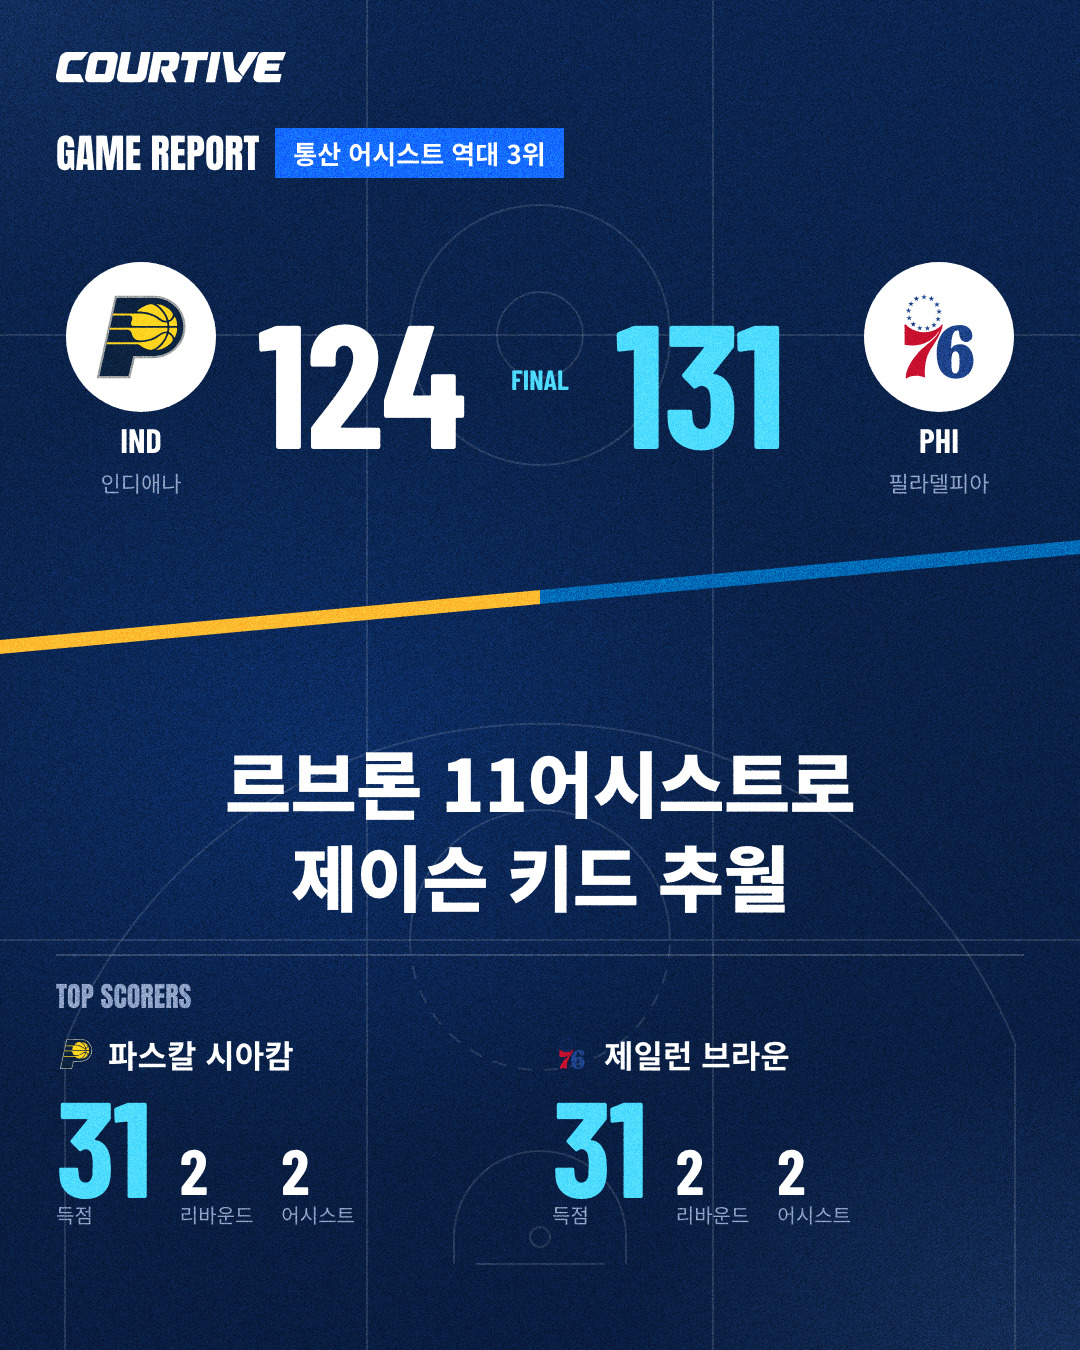 COURTIVE
GAME REPORT 통산 어시스트 역대 3위
124 FINAL 131
IND PHI
인디애나 필라델피아
르브론 11어시스트로
제이슨 키드 추월
TOP SCORERS
파스칼 시아캄 제일런 브라운
31 2 2 31 2 2
득점 리바운드 어시스트 득점 리바운드 어시스트